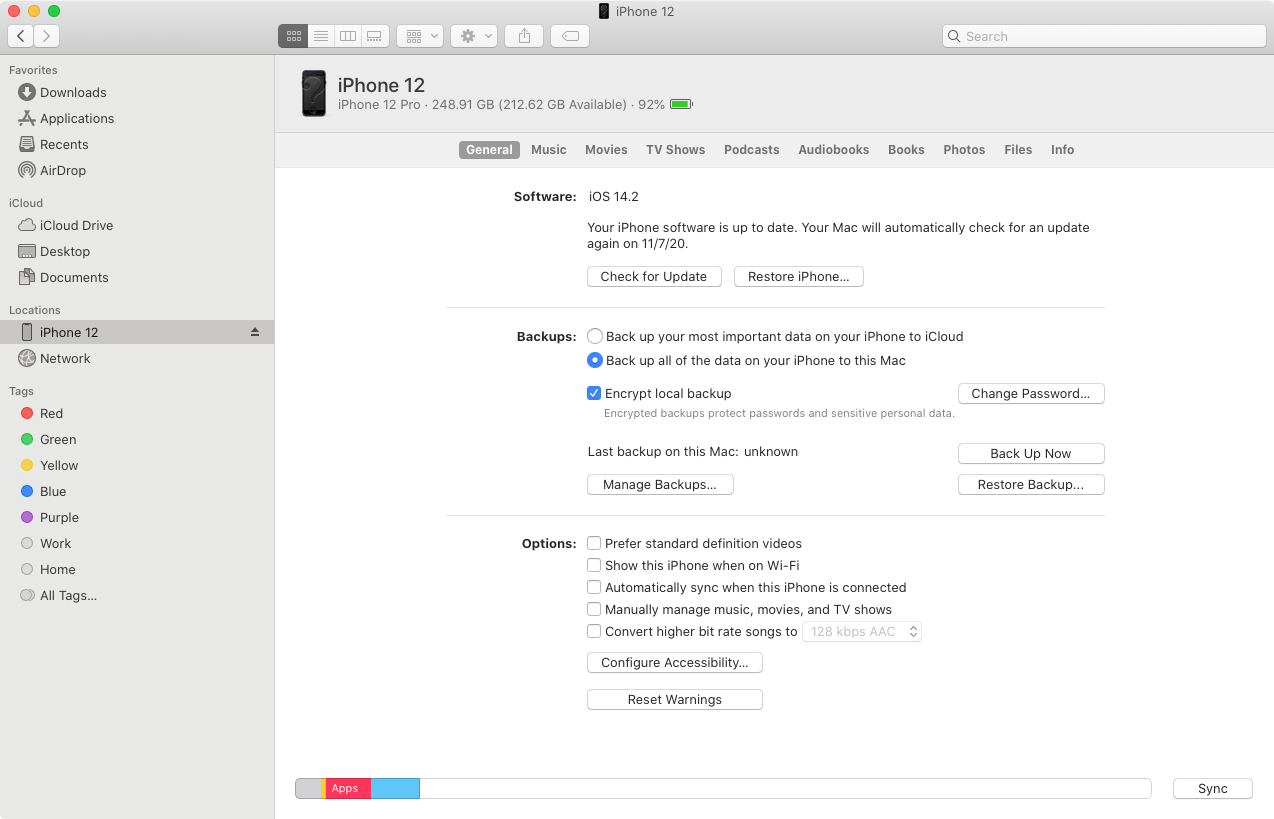 iPhone 12
Search
Favorites
Downloads
Applications
Recents
AirDrop
iCloud
iCloud Drive
Desktop
Documents
Locations
iPhone 12
Network
Tags
Red
Green
Yellow
Blue
Purple
Work
Home
All Tags...
iPhone 12
iPhone 12 Pro · 248.91 GB (212.62 GB Available) · 92%
General Music Movies TV Shows Podcasts Audiobooks Books Photos Files Info
Software: iOS 14.2
Your iPhone software is up to date. Your Mac will automatically check for an update
again on 11/7/20.
Check for Update Restore iPhone...
Backups: Back up your most important data on your iPhone to iCloud
Back up all of the data on your iPhone to this Mac
Encrypt local backup Change Password...
Encrypted backups protect passwords and sensitive personal data.
Last backup on this Mac: unknown Back Up Now
Manage Backups... Restore Backup...
Options: Prefer standard definition videos
Show this iPhone when on Wi-Fi
Automatically sync when this iPhone is connected
Manually manage music, movies, and TV shows
Convert higher bit rate songs to 128 kbps AAC
Configure Accessibility...
Reset Warnings
Apps Sync